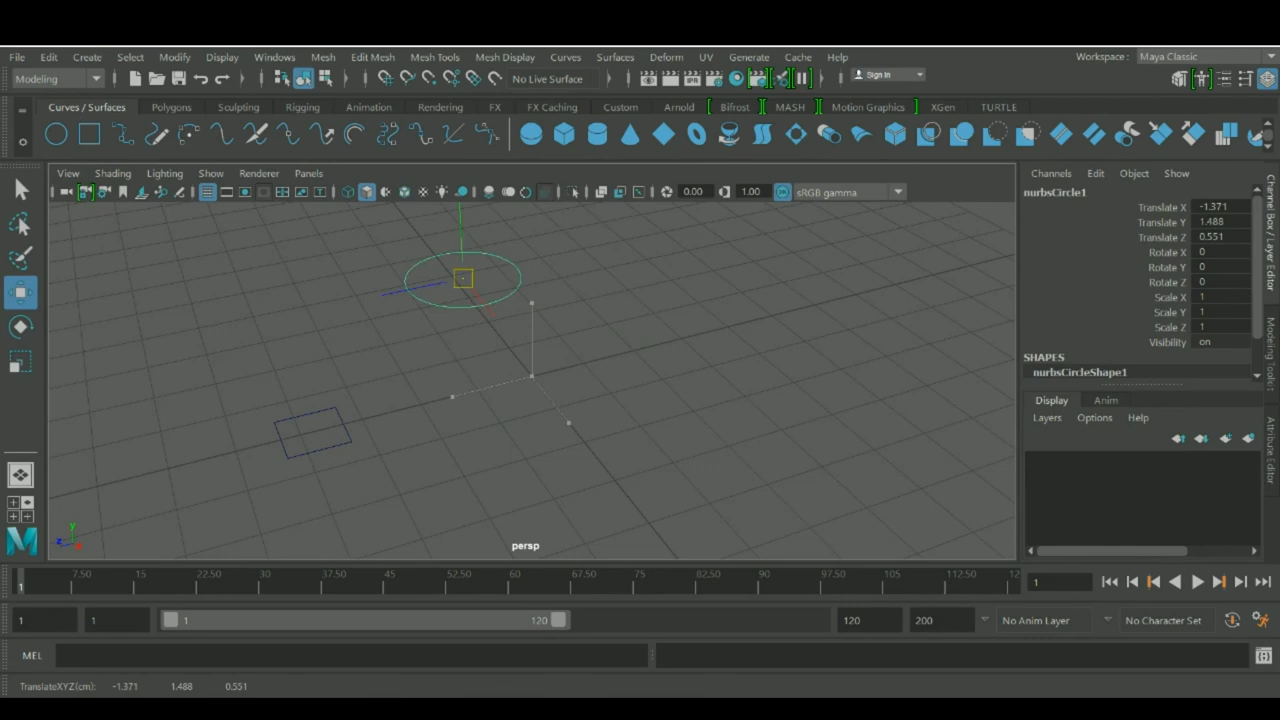 File Edit Create Select Modify Display Windows Mesh Edit Mesh Mesh Tools Mesh Display Curves Surfaces Deform UV Generate Cache Help Workspace : Maya Classic
Modeling No Live Surface Sign In
Curves / Surfaces Polygons Sculpting Rigging Animation Rendering FX FX Caching Custom Arnold Bifrost MASH Motion Graphics XGen TURTLE
View Shading Lighting Show Renderer Panels
0.00 1.00 sRGB gamma
Channels Edit Object Show
nurbsCircle1
Translate X -1.371
Translate Y 1.488
Translate Z 0.551
Rotate X 0
Rotate Y 0
Rotate Z 0
Scale X 1
Scale Y 1
Scale Z 1
Visibility on
SHAPES
nurbsCircleShape1
Display Anim
Layers Options Help
Channel Box / Layer Editor
Modeling Toolkit
Attribute Editor
y
z x
persp
1 7.50 15 22.50 30 37.50 45 52.50 60 67.50 75 82.50 90 97.50 105 112.50 12 1
1 1 1 120 120 200 No Anim Layer No Character Set
MEL
TranslateXYZ(cm): -1.371 1.488 0.551